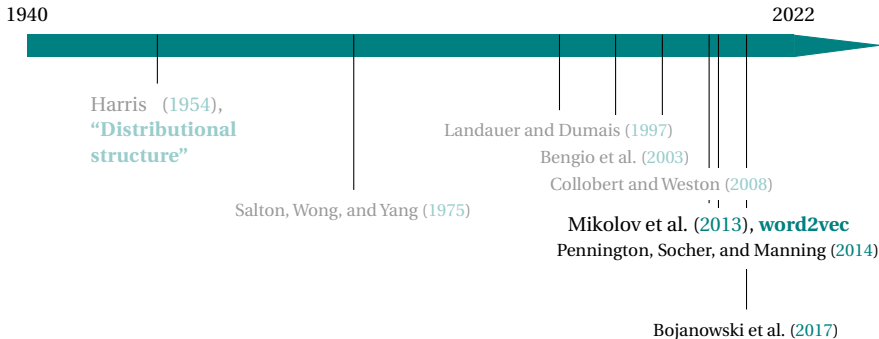 1940
2022
Harris (1954),
“Distributional
structure”
Landauer and Dumais (1997)
Bengio et al. (2003)
Collobert and Weston (2008)
Salton, Wong, and Yang (1975)
Mikolov et al. (2013), word2vec
Pennington, Socher, and Manning (2014)
Bojanowski et al. (2017)